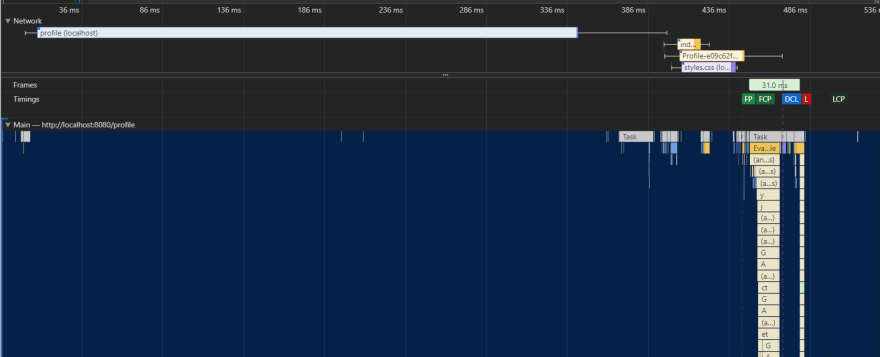 36 ms 86 ms 136 ms 186 ms 236 ms 286 ms 336 ms 386 ms 436 ms 486 ms 536 m
Network
profile (localhost)
ind...
Profile-e09c62f...
styles.css (lo...
...
Frames 31.0 ms
Timings FP FCP DCL L LCP
Main — http://localhost:8080/profile
Task Task
Eva...le
(an...s)
(a...s)
(a...s)
y
j
(a...)
(a...)
(a...)
G
A
(a...)
ct
G
A
(a...)
et
G
A